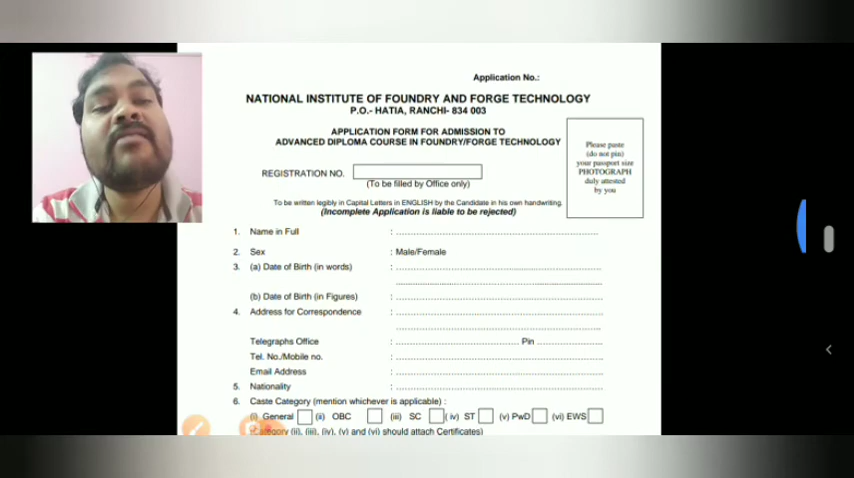 Application No.:
NATIONAL INSTITUTE OF FOUNDRY AND FORGE TECHNOLOGY
P.O.- HATIA, RANCHI- 834 003
APPLICATION FORM FOR ADMISSION TO
ADVANCED DIPLOMA COURSE IN FOUNDRY/FORGE TECHNOLOGY
Please paste
(do not pin)
your passport size
PHOTOGRAPH
duly attested
by you
REGISTRATION NO.
(To be filled by Office only)
To be written legibly in Capital Letters in ENGLISH by the Candidate in his own handwriting.
(Incomplete Application is liable to be rejected)
1. Name in Full :
2. Sex : Male/Female
3. (a) Date of Birth (in words) :
(b) Date of Birth (in Figures) :
4. Address for Correspondence :
Telegraphs Office : Pin
Tel. No./Mobile no. :
Email Address :
5. Nationality :
6. Caste Category (mention whichever is applicable) :
(i) General (ii) OBC (iii) SC ( iv) ST (v) PwD (vi) EWS
(Category (ii), (iii), (iv), (v) and (vi) should attach Certificates)